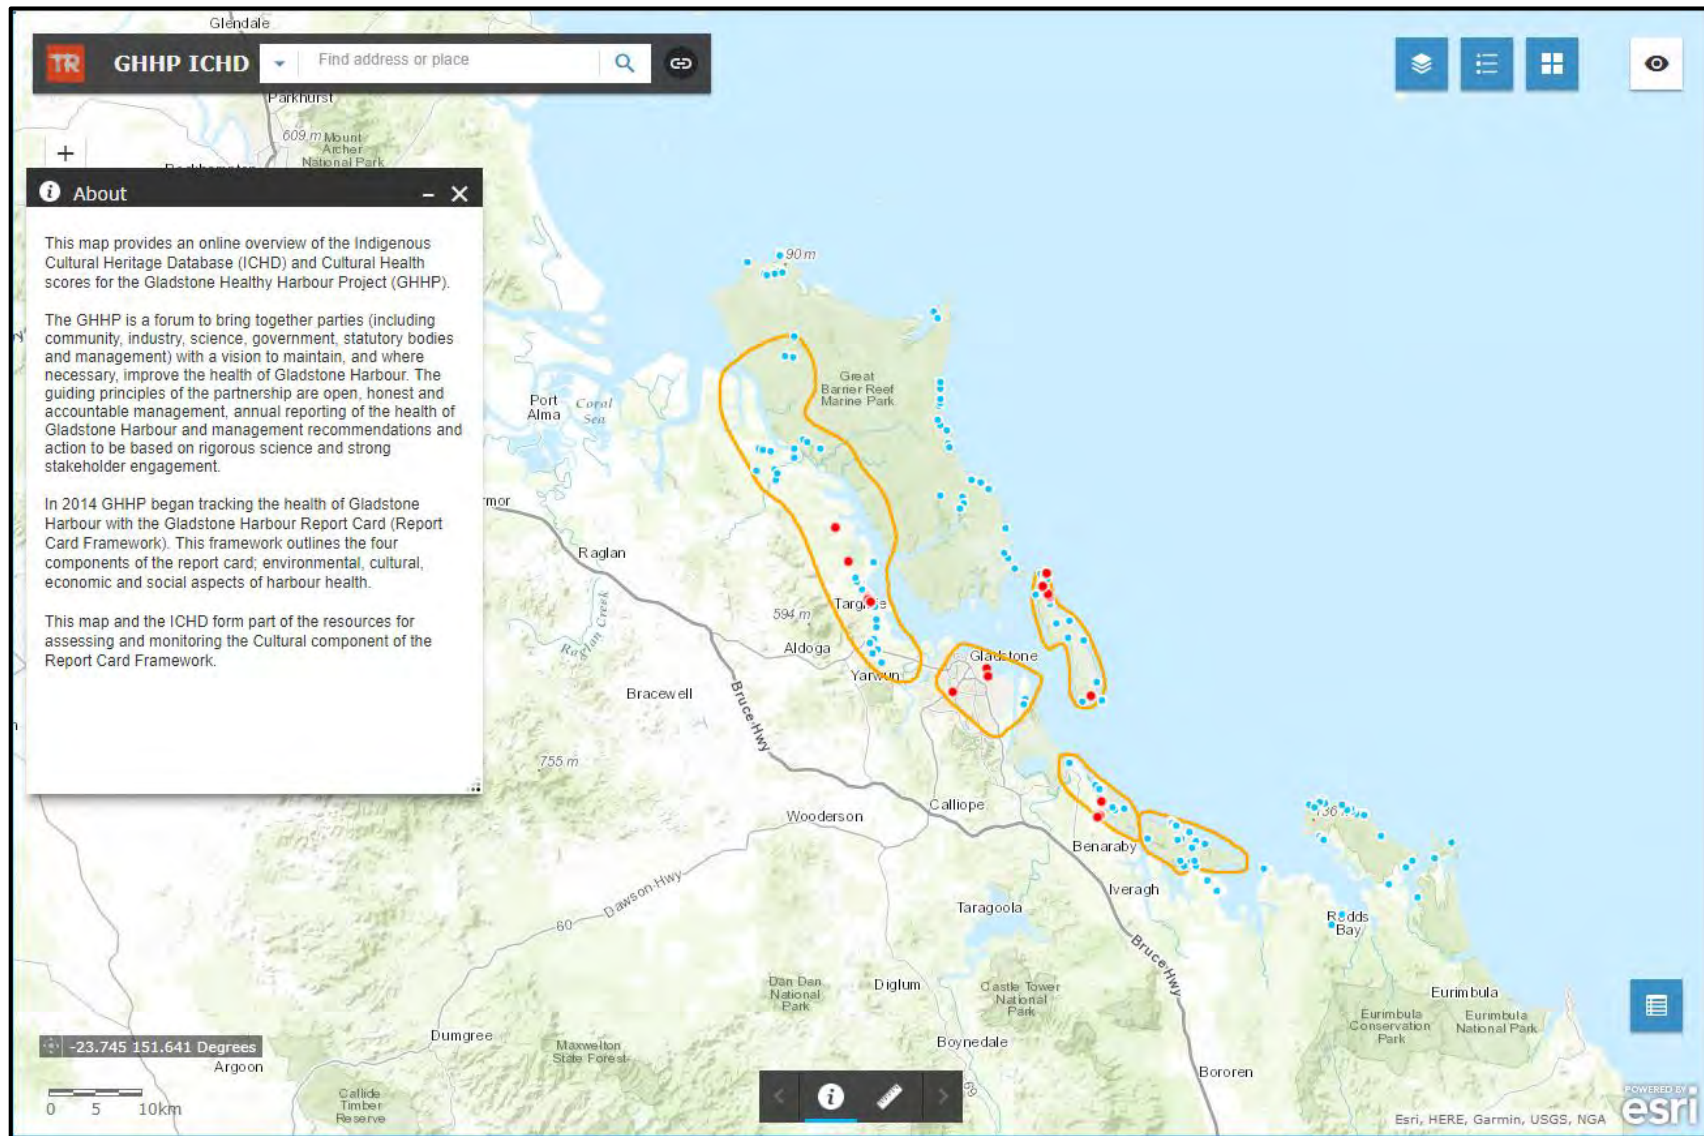 Glendale
TR GHHP ICHD Find address or place
Parkhurst
609 m Mount
Archer
National Park
About
This map provides an online overview of the Indigenous
Cultural Heritage Database (ICHD) and Cultural Health
scores for the Gladstone Healthy Harbour Project (GHHP).
The GHHP is a forum to bring together parties (including
community, industry, science, government, statutory bodies
and management) with a vision to maintain, and where
necessary, improve the health of Gladstone Harbour. The
guiding principles of the partnership are open, honest and
accountable management, annual reporting of the health of
Gladstone Harbour and management recommendations and
action to be based on rigorous science and strong
stakeholder engagement.
In 2014 GHHP began tracking the health of Gladstone
Harbour with the Gladstone Harbour Report Card (Report
Card Framework). This framework outlines the four
components of the report card; environmental, cultural,
economic and social aspects of harbour health.
This map and the ICHD form part of the resources for
assessing and monitoring the Cultural component of the
Report Card Framework.
90 m
Great
Barrier Reef
Marine Park
Port
Alma
Coral
Sea
rmor
Raglan
Raglan Creek
594 m
Targinie
Aldoga
Yarwun
Gladstone
Bracewell
Bruce Hwy
755 m
Wooderson
Calliope
Benaraby
Iveragh
Dawson Hwy
60
Taragoola
Rodds
Bay
Bruce Hwy
Dan Dan
National
Park
Diglum
Castle Tower
National
Park
Eurimbula
Eurimbula
Conservation
Park
Eurimbula
National Park
Dumgree
Maxwelton
State Forest
Boynedale
Bororen
-23.745 151.641 Degrees
Argoon
Callide
Timber
Reserve
0 5 10km
69
POWERED BY
esri
Esri, HERE, Garmin, USGS, NGA